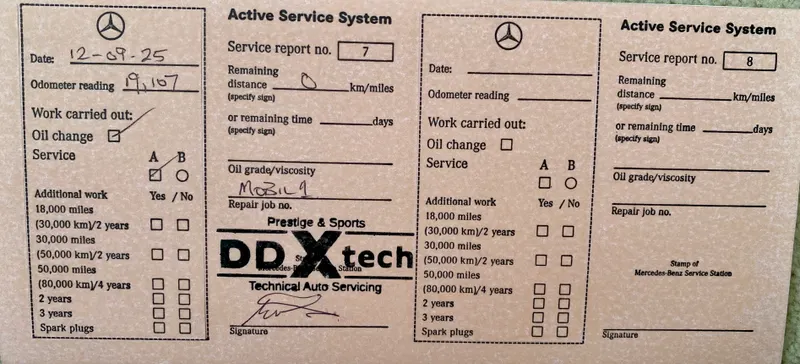 Date: 12-09-25
Odometer reading 19,107
Work carried out:
Oil change
Service A B
Additional work Yes / No
18,000 miles
(30,000 km)/2 years
30,000 miles
(50,000 km)/2 years
50,000 miles
(80,000 km)/4 years
2 years
3 years
Spark plugs
Active Service System
Service report no. 7
Remaining
distance 0 km/miles
(specify sign)
or remaining time days
(specify sign)
Oil grade/viscosity
MOBIL 1
Repair job no.
Prestige & Sports
DDXtech
Stamp of
Mercedes-Benz Service Station
Technical Auto Servicing
Signature
Date:
Odometer reading
Work carried out:
Oil change
Service A B
Additional work Yes / No
18,000 miles
(30,000 km)/2 years
30,000 miles
(50,000 km)/2 years
50,000 miles
(80,000 km)/4 years
2 years
3 years
Spark plugs
Active Service System
Service report no. 8
Remaining
distance km/miles
(specify sign)
or remaining time days
(specify sign)
Oil grade/viscosity
Repair job no.
Stamp of
Mercedes-Benz Service Station
Signature